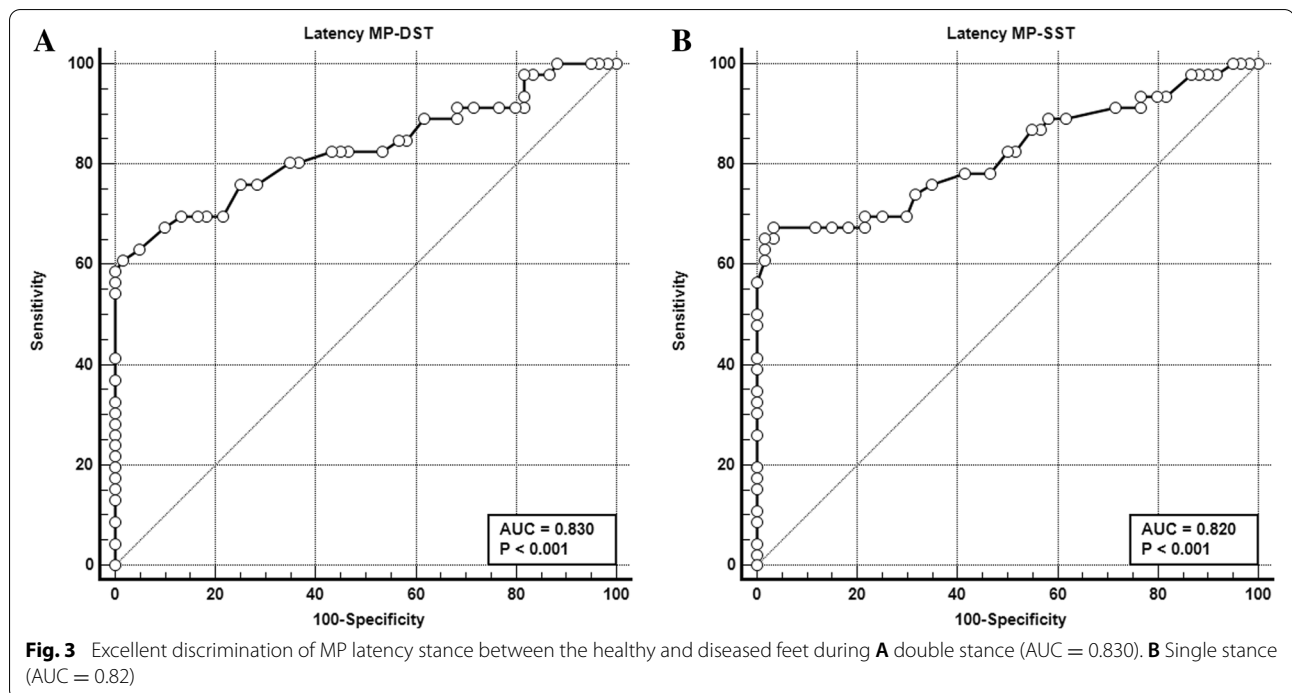 A
Latency MP-DST
100
80
60
40
20
0
Sensitivity
0 20 40 60 80 100
100-Specificity
AUC = 0.830
P < 0.001
B
Latency MP-SST
100
80
60
40
20
0
Sensitivity
0 20 40 60 80 100
100-Specificity
AUC = 0.820
P < 0.001
Fig. 3 Excellent discrimination of MP latency stance between the healthy and diseased feet during A double stance (AUC = 0.830). B Single stance
(AUC = 0.82)